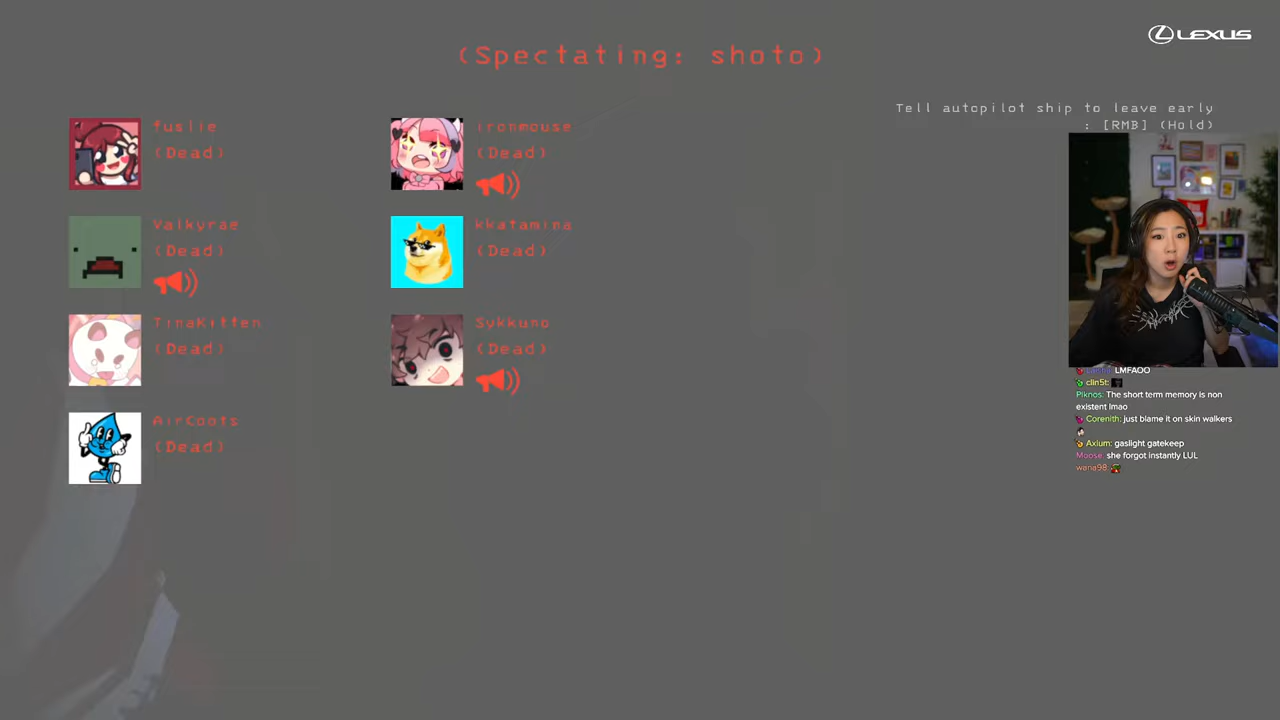 (Spectating: shoto)
LEXUS
Tell autopilot ship to leave early
: [RMB] (Hold)
fuslie
(Dead)
ironmouse
(Dead)
Valkyrae
(Dead)
kkatamina
(Dead)
TinaKitten
(Dead)
Sykkuno
(Dead)
AirCoots
(Dead)
LMFAOO
clin5t:
Piknos: The short term memory is non
existent lmao
Corenith: just blame it on skin walkers
Axium: gaslight gatekeep
Moose: she forgot instantly LUL
wana98: